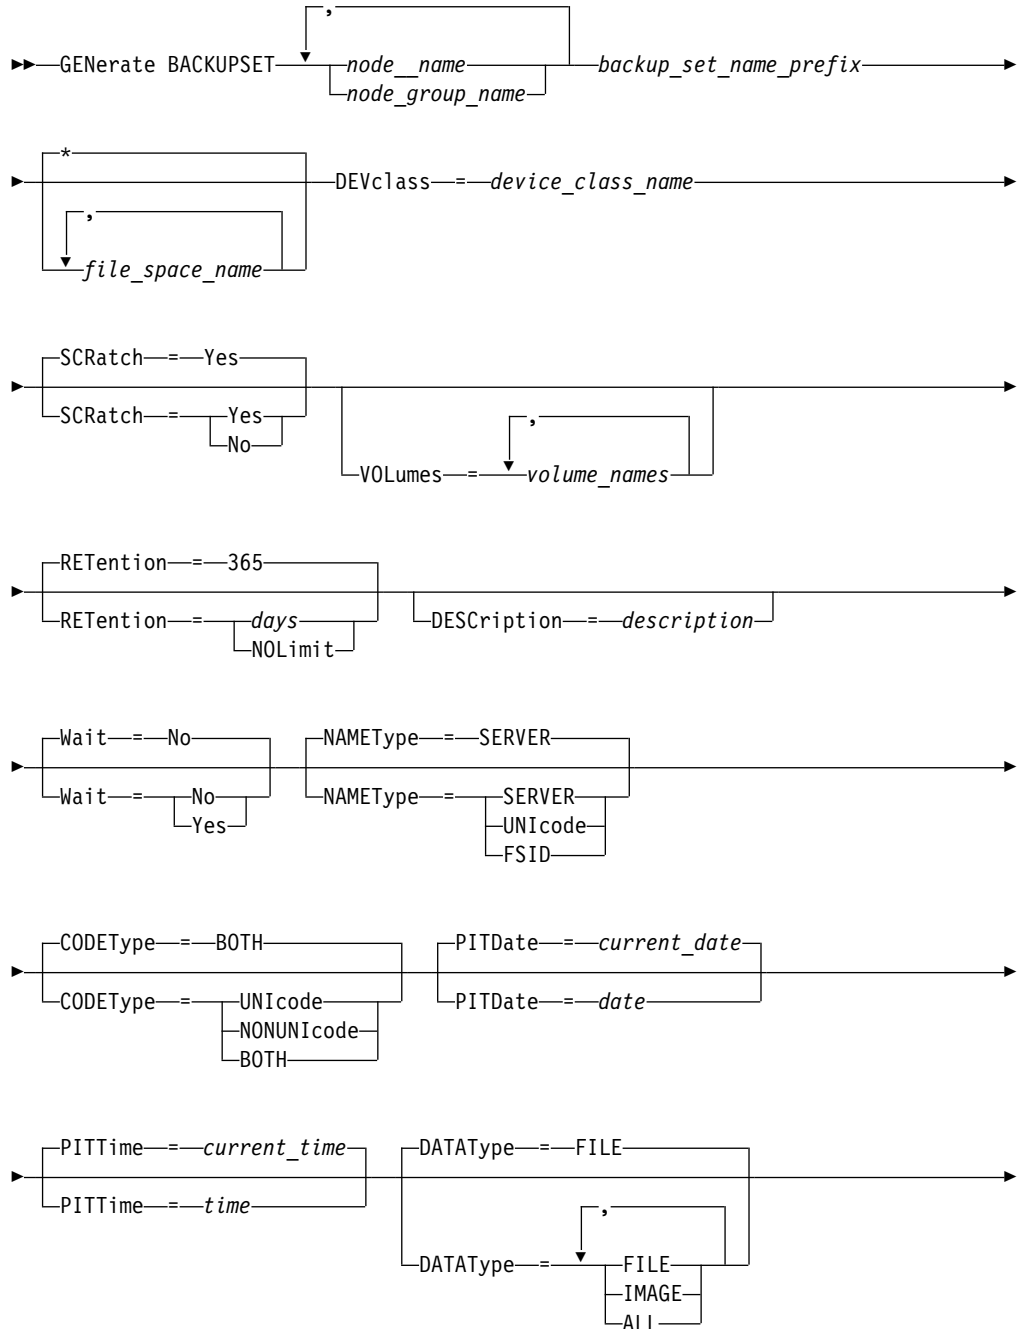 ,
GENerate BACKUPSET node__name backup_set_name_prefix
node_group_name
*
DEVclass = device_class_name
,
file_space_name
SCRatch = Yes
SCRatch = Yes
No
,
VOLumes = volume_names
RETention = 365
RETention = days
NOLimit
DESCription = description
Wait = No
Wait = No
Yes
NAMEType = SERVER
NAMEType = SERVER
UNIcode
FSID
CODEType = BOTH
CODEType = UNIcode
NONUNIcode
BOTH
PITDate = current_date
PITDate = date
PITTime = current_time
PITTime = time
DATAType = FILE
,
DATAType = FILE
IMAGE
ALL